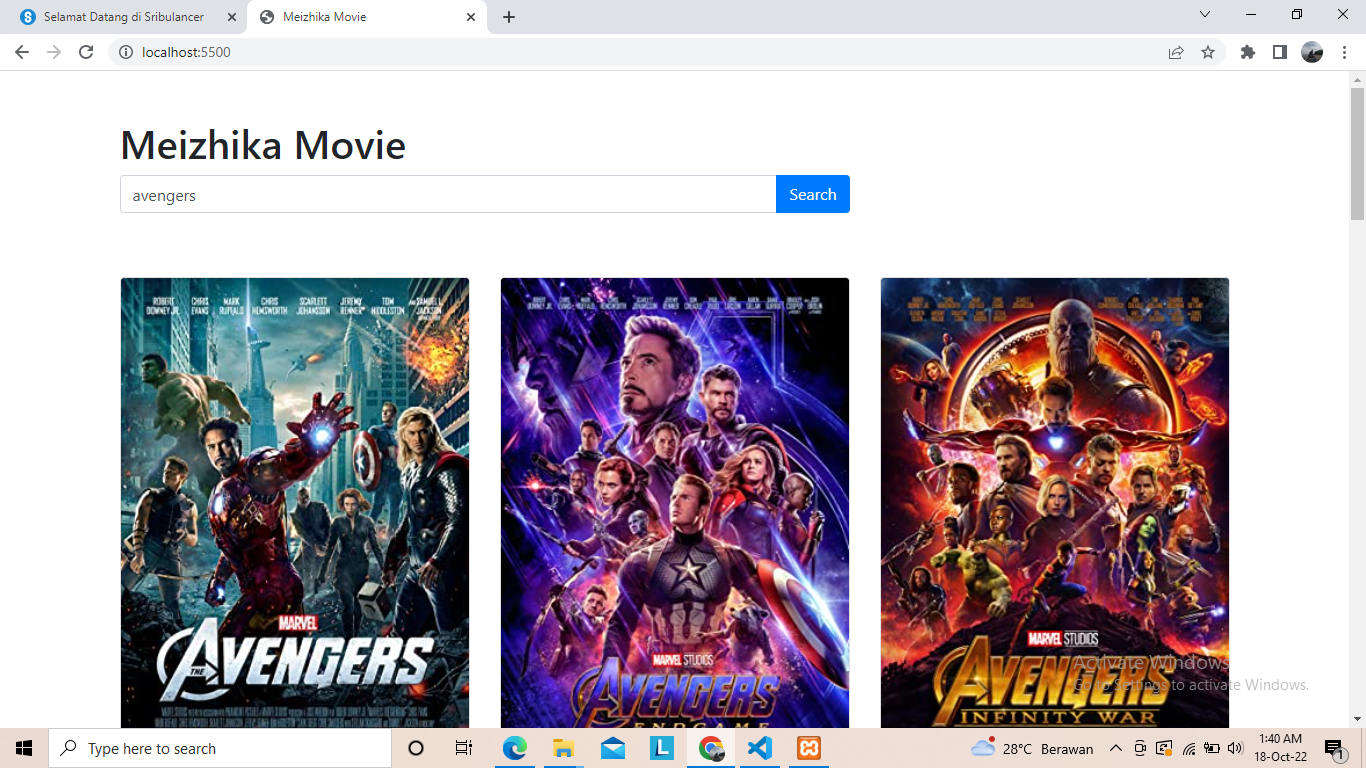 Selamat Datang di Sribulancer
Meizhika Movie
localhost:5500
Meizhika Movie
avengers
Search
ROBERT DOWNEY JR.
CHRIS EVANS
MARK RUFFALO
CHRIS HEMSWORTH
SCARLETT JOHANSSON
JEREMY RENNER
TOM HIDDLESTON
AND SAMUEL L. JACKSON
MARVEL
THE AVENGERS
MARVEL STUDIOS
AVENGERS
ENDGAME
MARVEL STUDIOS
AVENGERS
INFINITY WAR
Activate Windows
Go to Settings to activate Windows.
Type here to search
L
28°C Berawan
1:40 AM
18-Oct-22
1